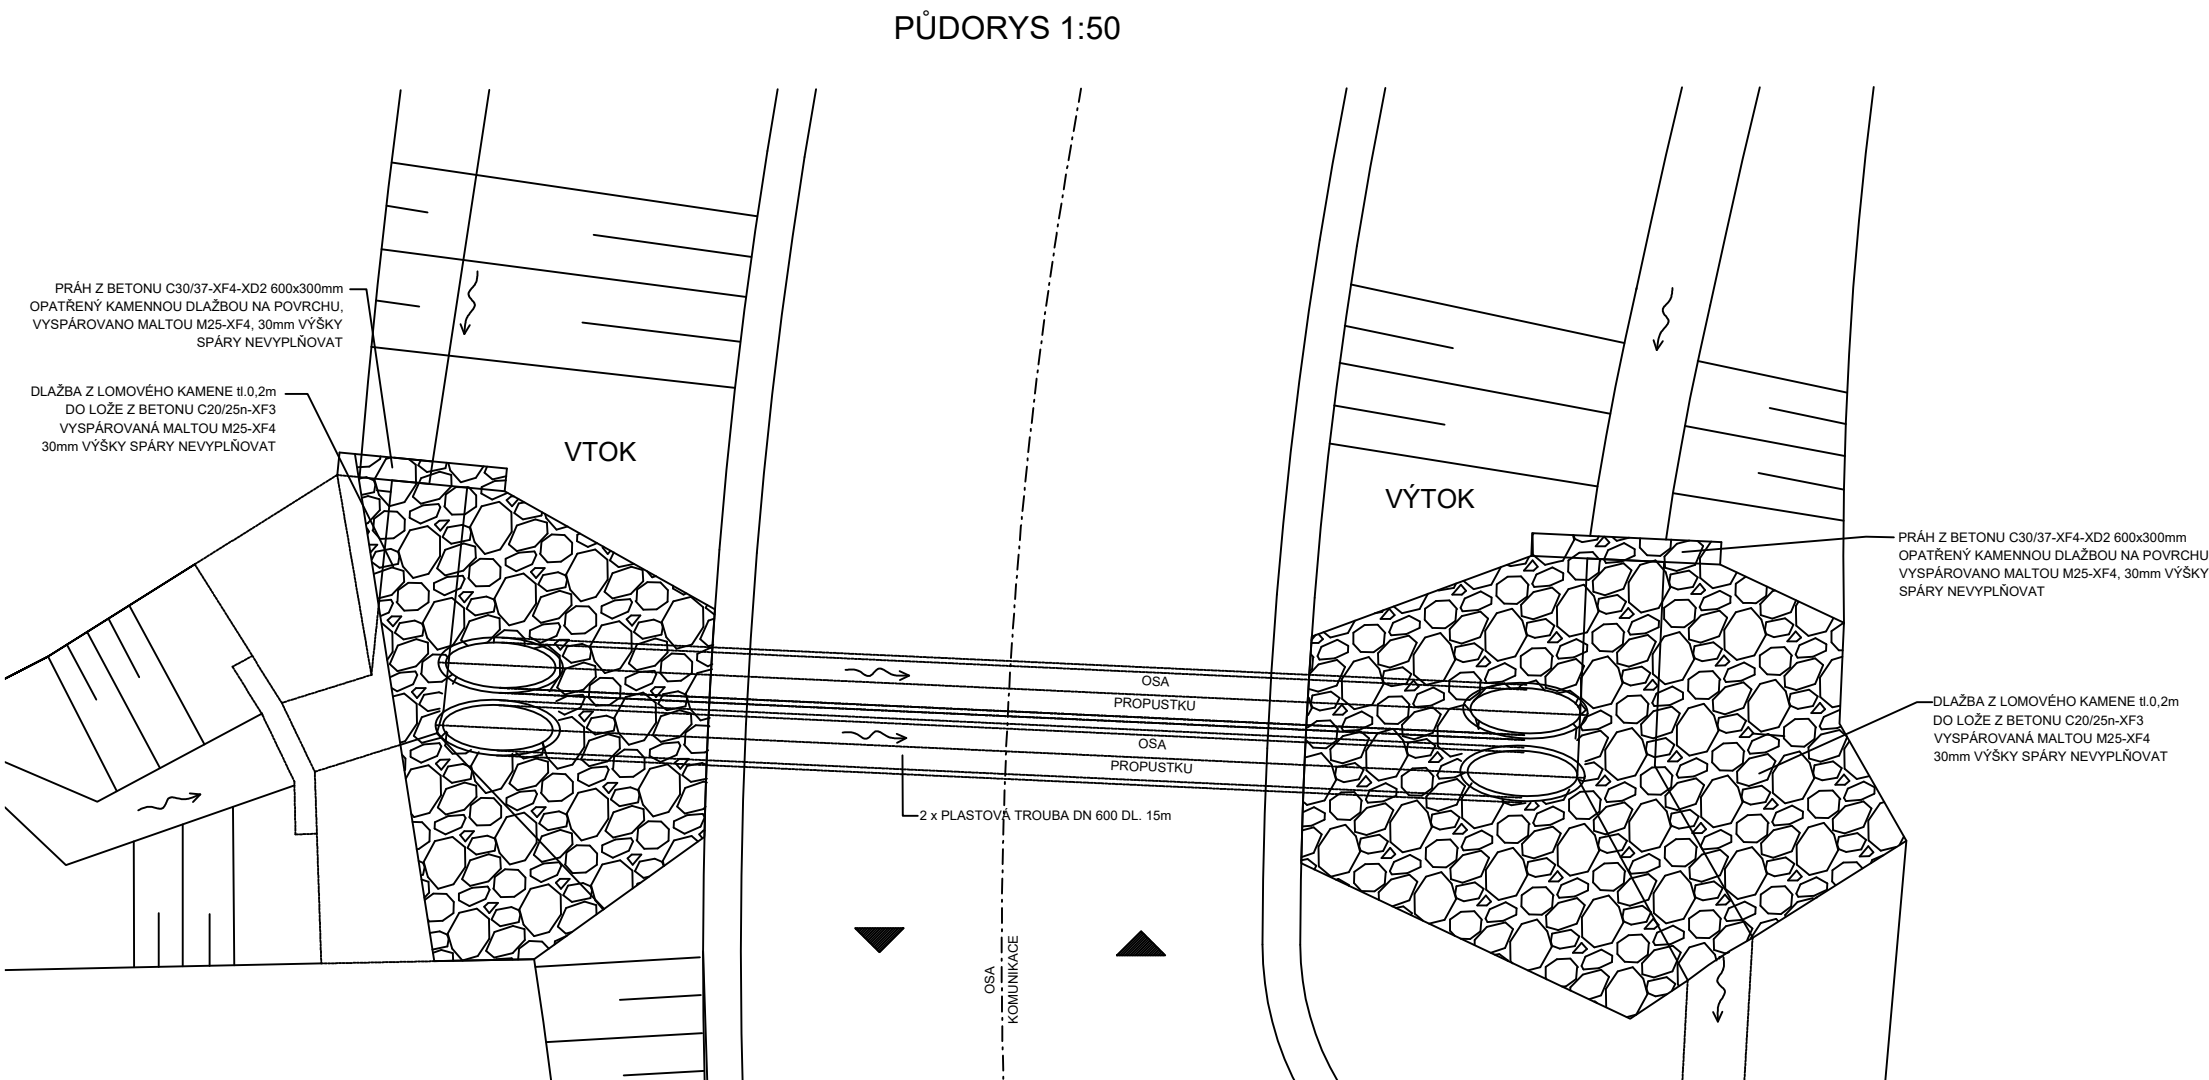 PŮDORYS 1:50
PRÁH Z BETONU C30/37-XF4-XD2 600x300mm
OPATŘENÝ KAMENNOU DLAŽBOU NA POVRCHU,
VYSPÁROVANO MALTOU M25-XF4, 30mm VÝŠKY
SPÁRY NEVYPLŇOVAT
DLAŽBA Z LOMOVÉHO KAMENE tl.0,2m
DO LOŽE Z BETONU C20/25n-XF3
VYSPÁROVANÁ MALTOU M25-XF4
30mm VÝŠKY SPÁRY NEVYPLŇOVAT
VTOK
VÝTOK
PRÁH Z BETONU C30/37-XF4-XD2 600x300mm
OPATŘENÝ KAMENNOU DLAŽBOU NA POVRCHU
VYSPÁROVANO MALTOU M25-XF4, 30mm VÝŠKY
SPÁRY NEVYPLŇOVAT
DLAŽBA Z LOMOVÉHO KAMENE tl.0,2m
DO LOŽE Z BETONU C20/25n-XF3
VYSPÁROVANÁ MALTOU M25-XF4
30mm VÝŠKY SPÁRY NEVYPLŇOVAT
OSA
PROPUSTKU
OSA
PROPUSTKU
2 x PLASTOVÁ TROUBA DN 600 DL. 15m
OSA
KOMUNIKACE